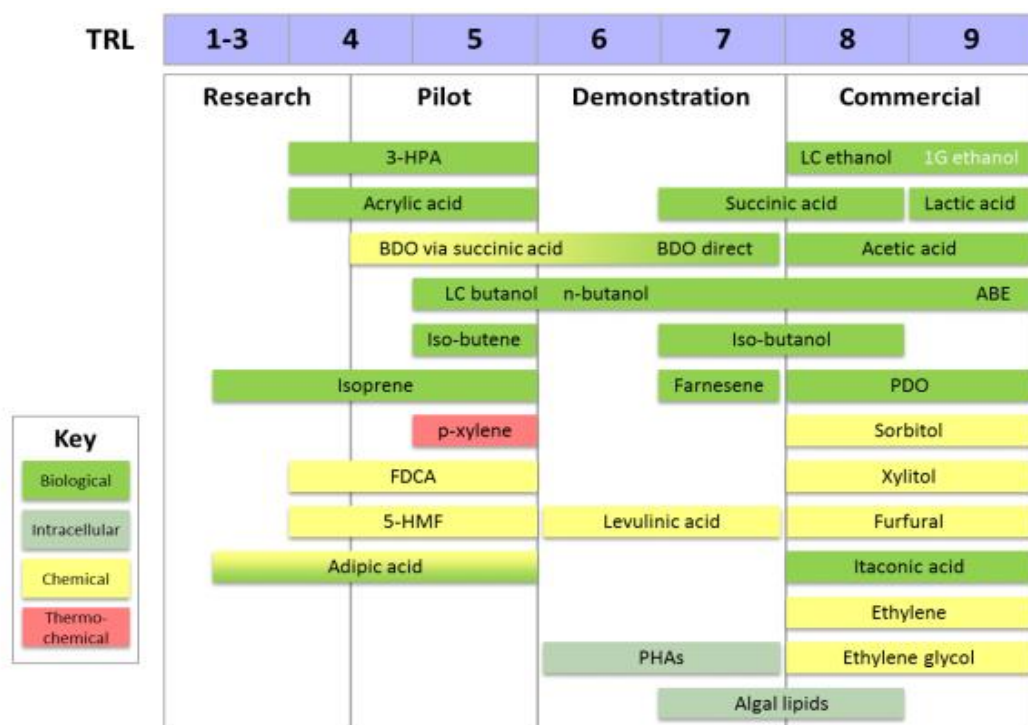 TRL 1-3 4 5 6 7 8 9
Research Pilot Demonstration Commercial
3-HPA LC ethanol 1G ethanol
Acrylic acid Succinic acid Lactic acid
BDO via succinic acid BDO direct Acetic acid
LC butanol n-butanol ABE
Iso-butene Iso-butanol
Isoprene Farnesene PDO
p-xylene Sorbitol
FDCA Xylitol
5-HMF Levulinic acid Furfural
Adipic acid Itaconic acid
Ethylene
PHAs Ethylene glycol
Algal lipids
Key
Biological
Intracellular
Chemical
Thermo-
chemical